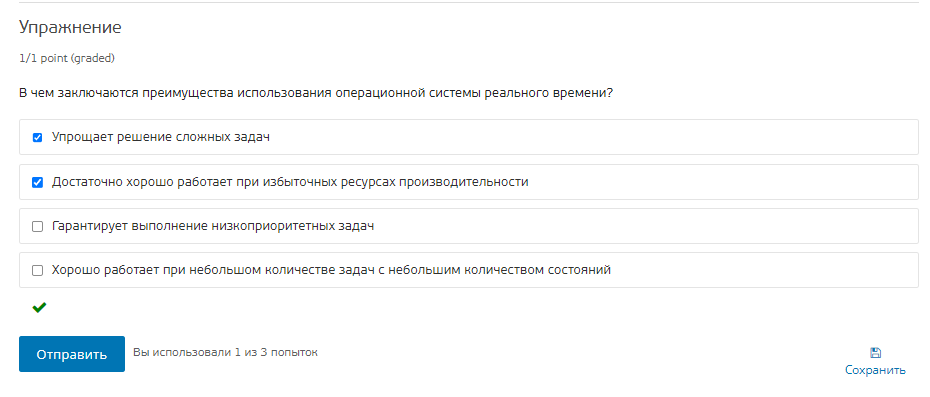 Упражнение
1/1 point (graded)
В чем заключаются преимущества использования операционной системы реального времени?
Упрощает решение сложных задач
Достаточно хорошо работает при избыточных ресурсах производительности
Гарантирует выполнение низкоприоритетных задач
Хорошо работает при небольшом количестве задач с небольшим количеством состояний
Отправить Вы использовали 1 из 3 попыток
Сохранить